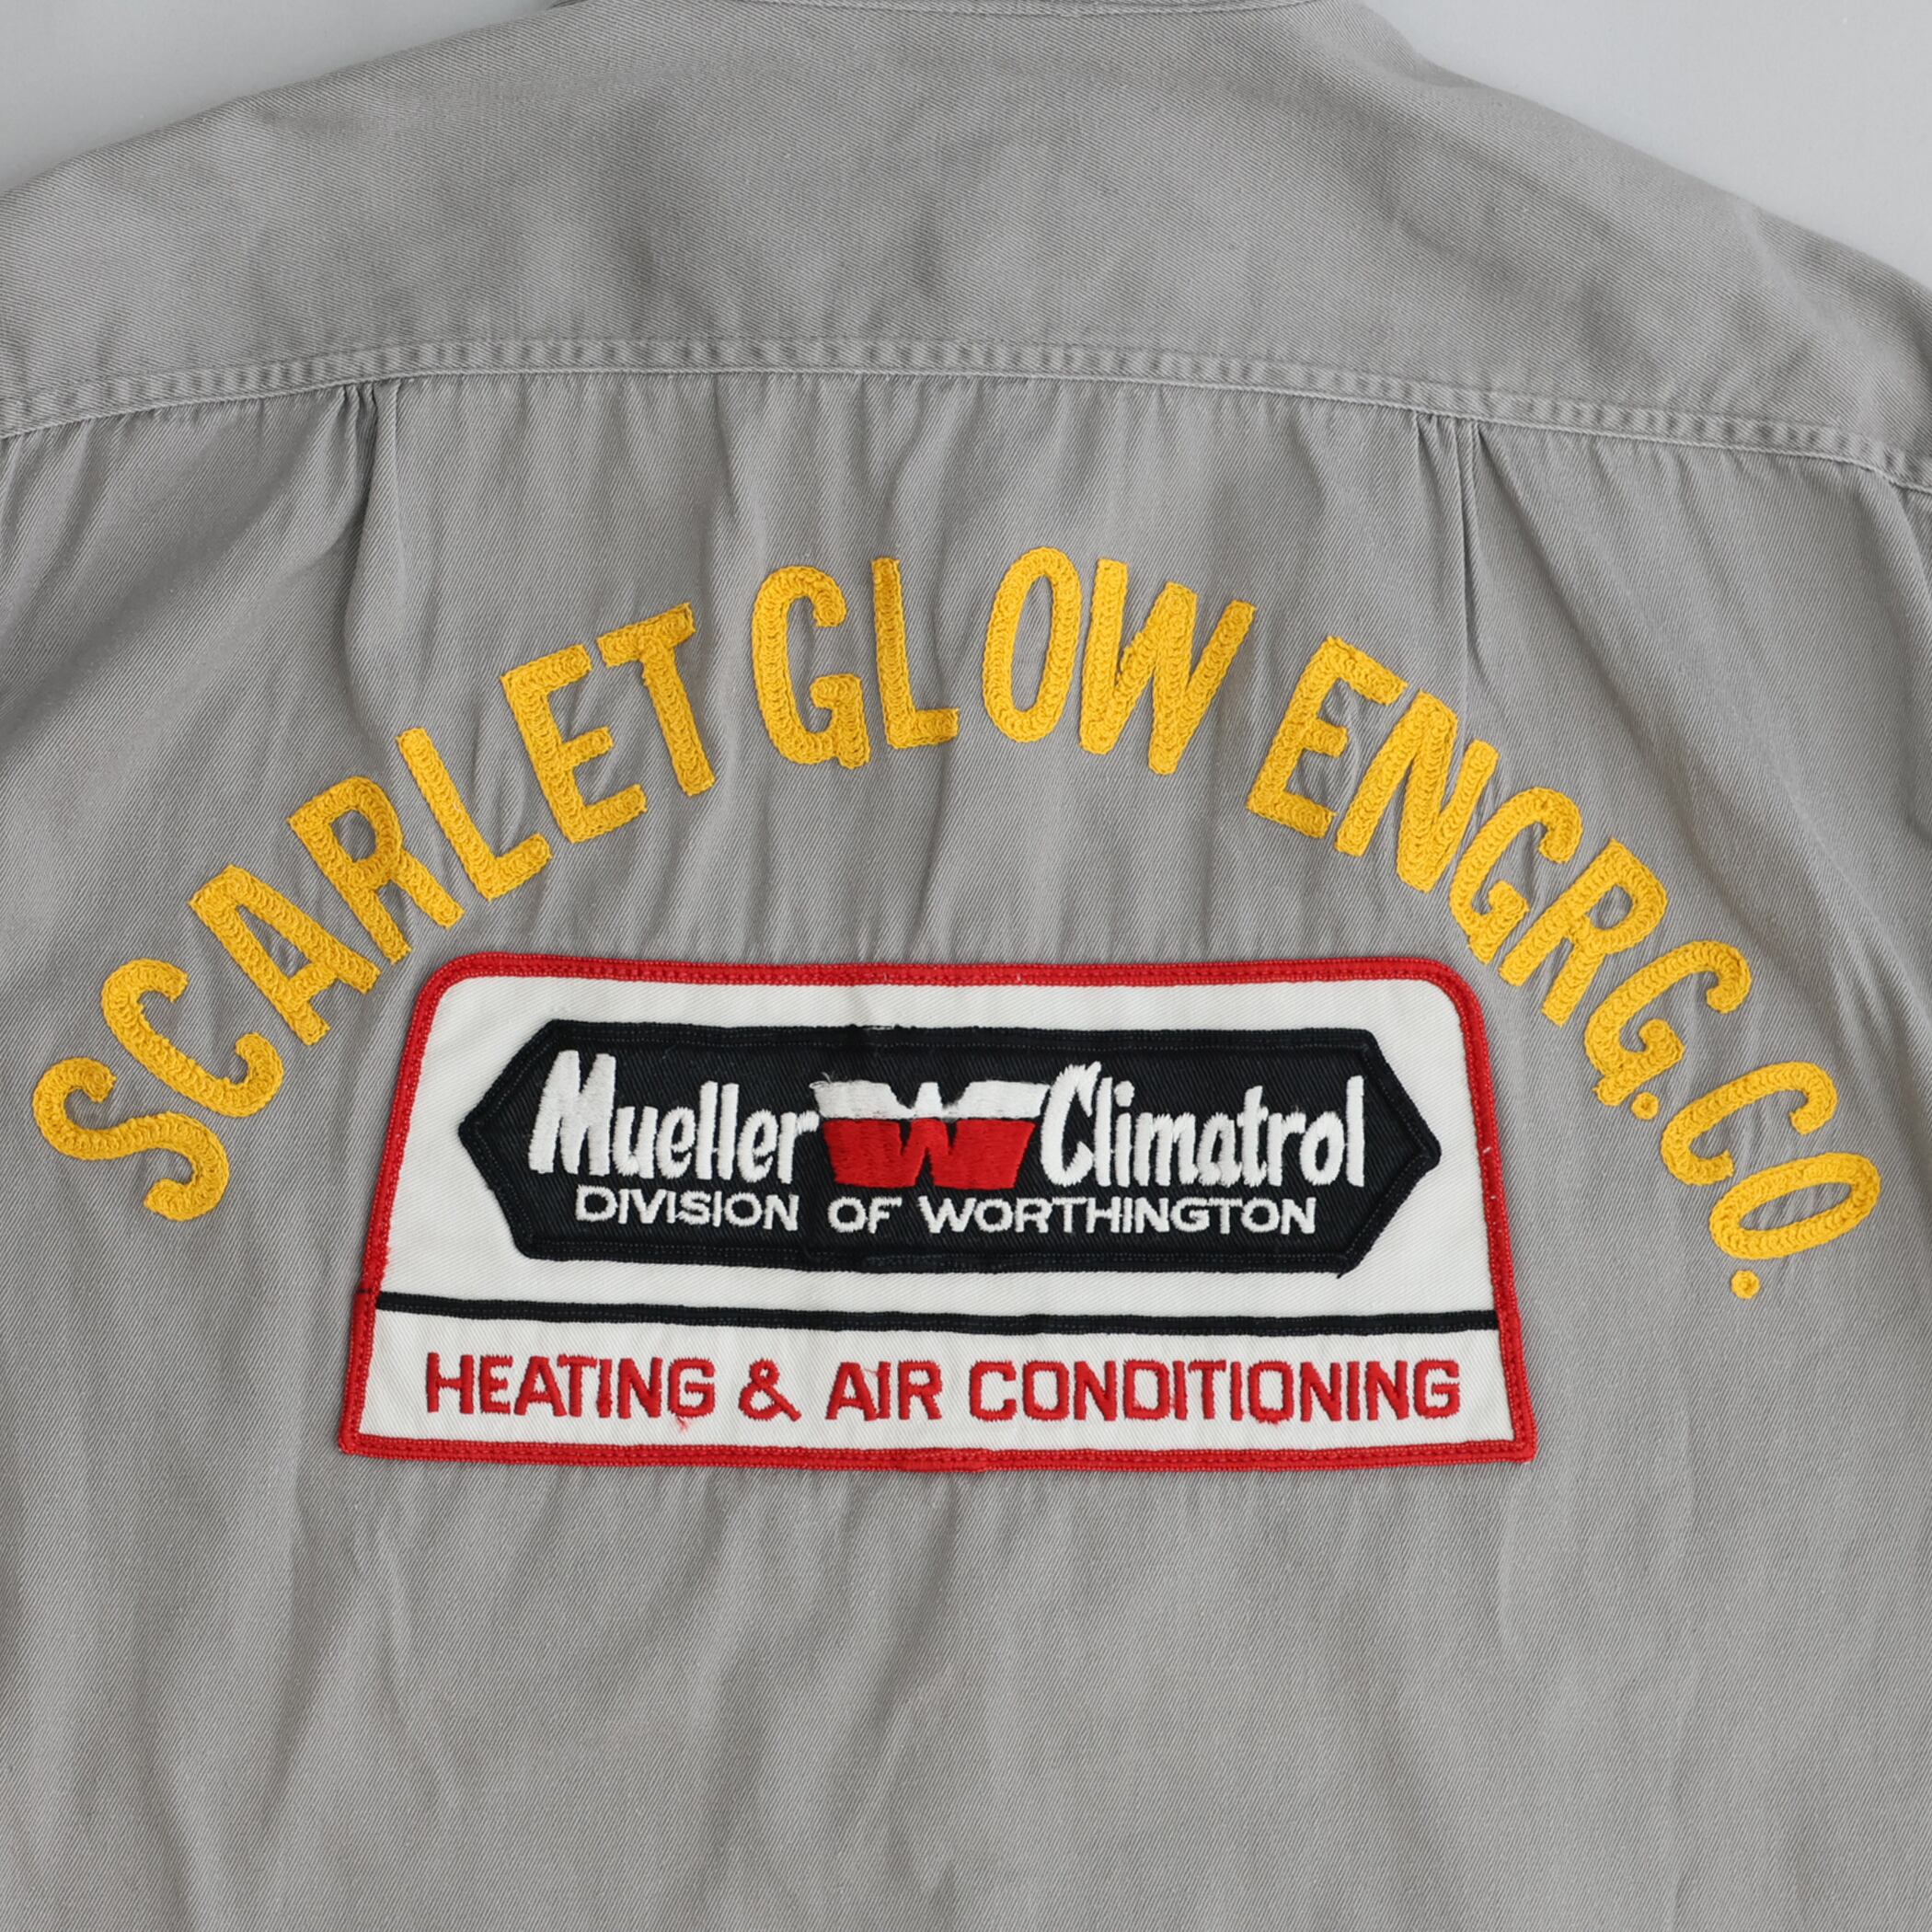 SCARLET GLOW ENGRG. CO.
Mueller W Climatrol
DIVISION OF WORTHINGTON
HEATING & AIR CONDITIONING